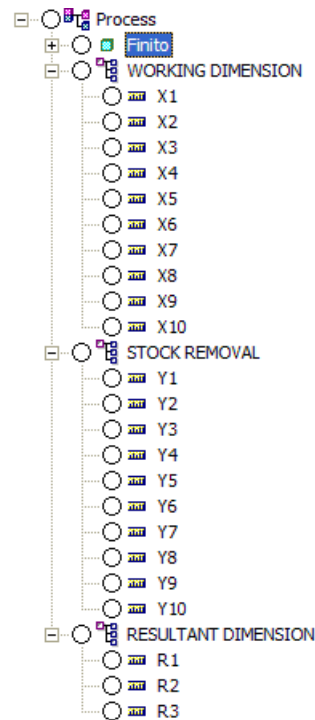 Process
Finito
WORKING DIMENSION
X1
X2
X3
X4
X5
X6
X7
X8
X9
X10
STOCK REMOVAL
Y1
Y2
Y3
Y4
Y5
Y6
Y7
Y8
Y9
Y10
RESULTANT DIMENSION
R1
R2
R3